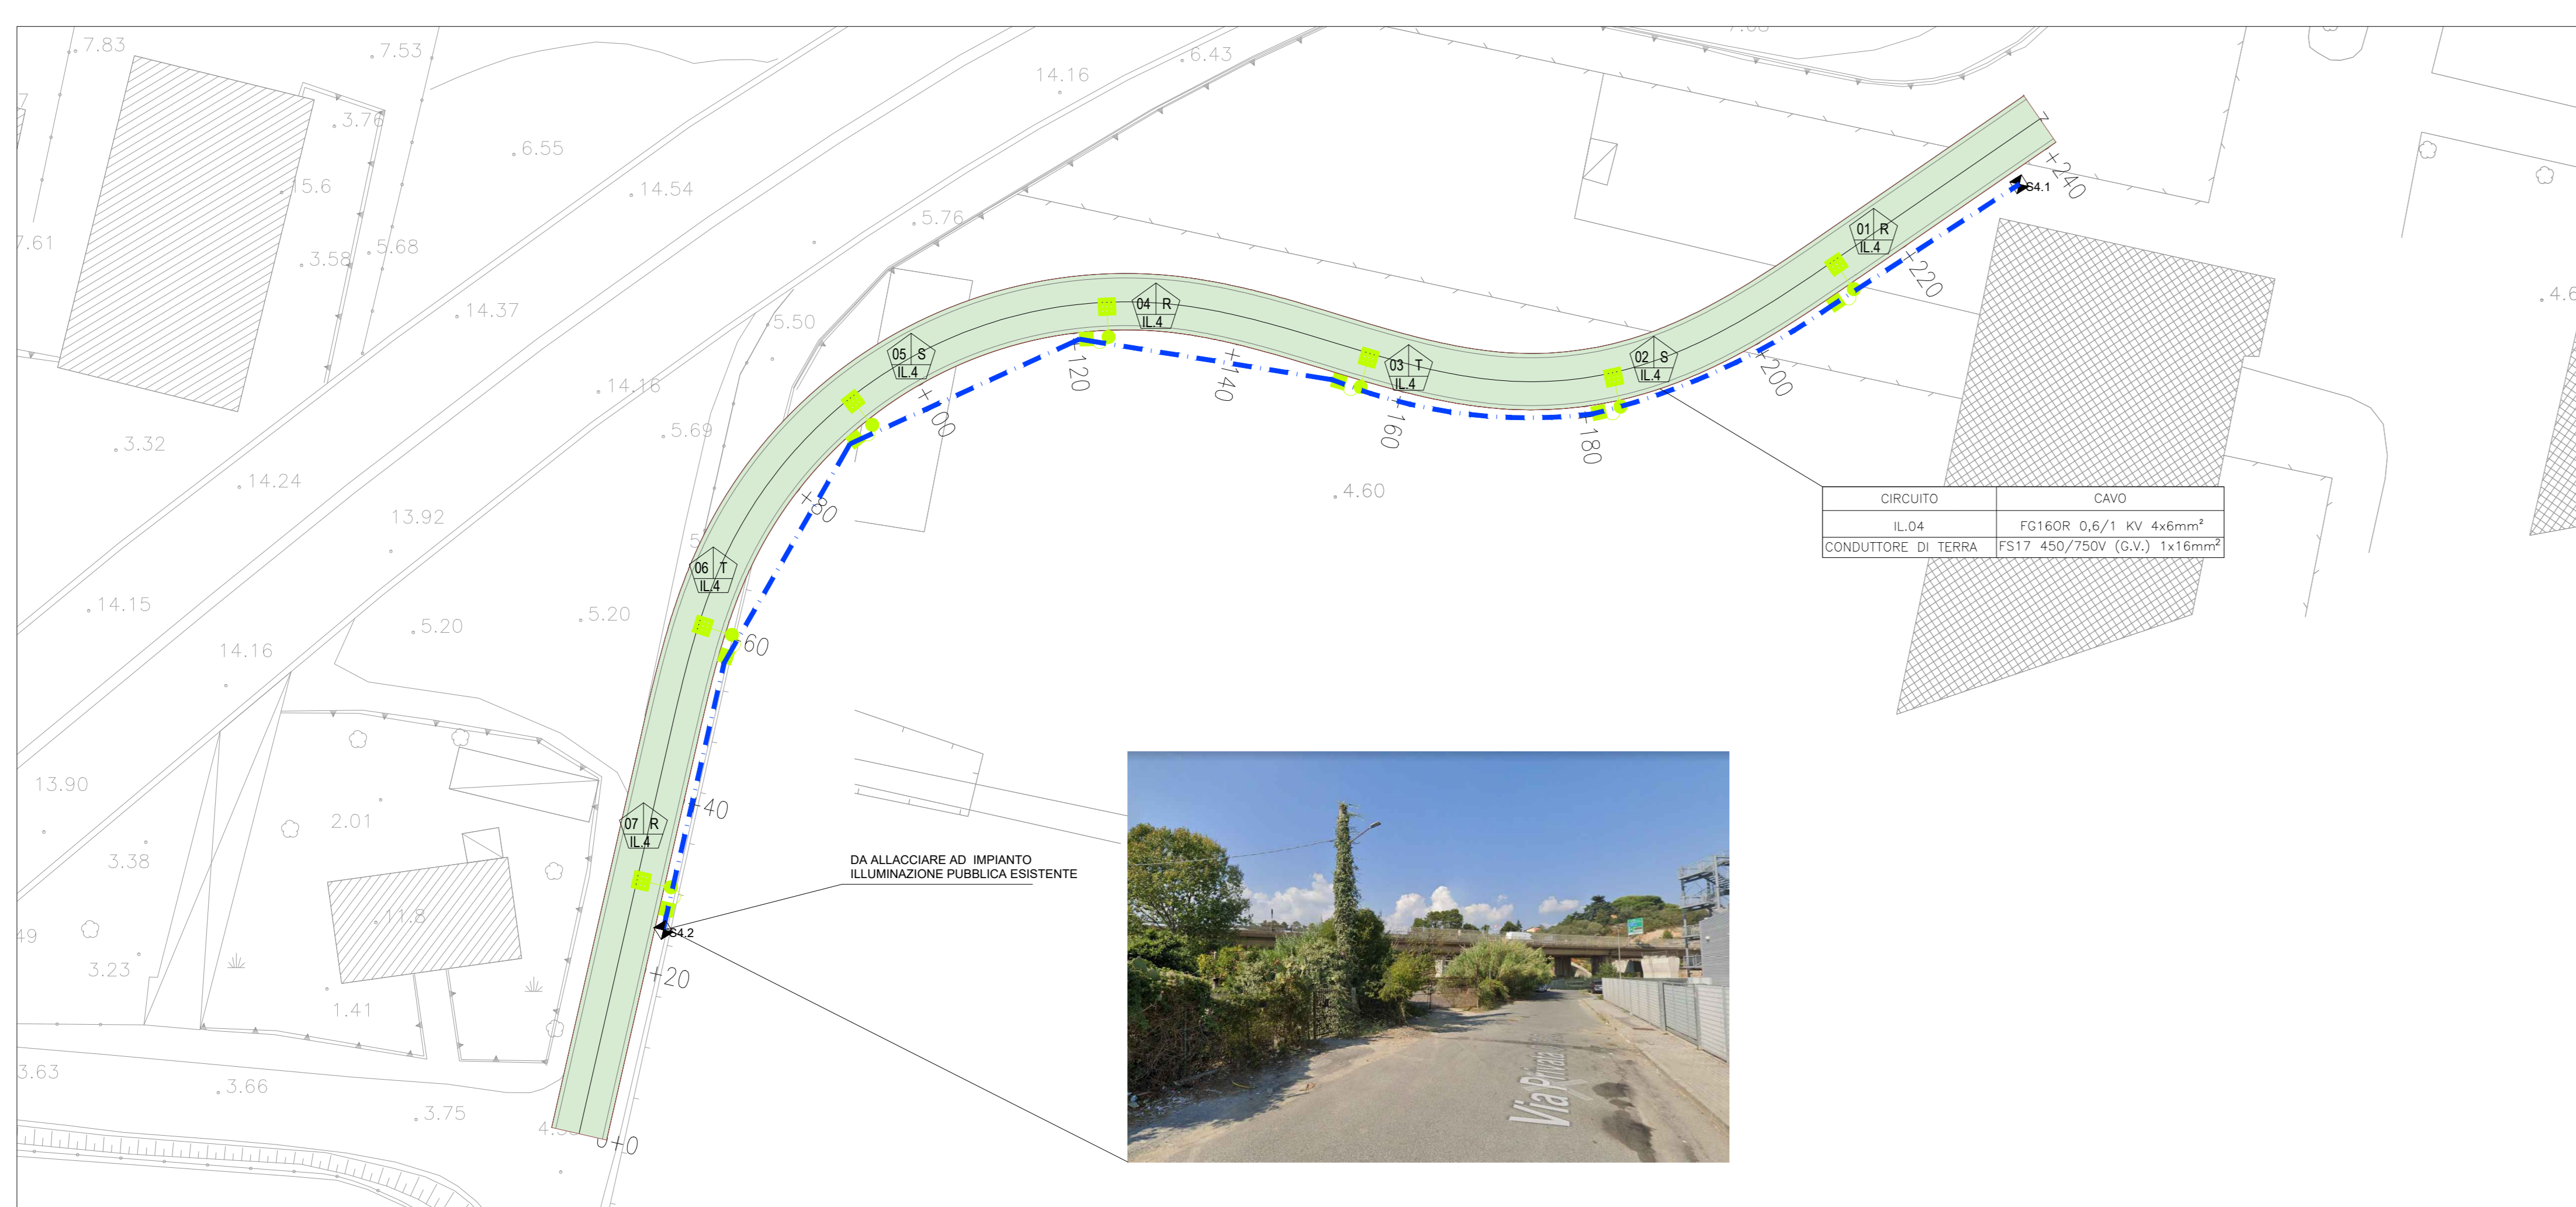 7.83
7.53
6.43
14.16
3.76
6.55
15.6
14.54
5.76
7.61
3.58
5.68
14.37
5.50
14.16
5.69
3.32
14.24
13.92
4.60
14.15
5.20
5.20
14.16
13.90
2.01
3.38
11.8
3.23
1.41
3.63
3.66
3.75
+240
S4.1
01 R
IL.4
+220
02 S
IL.4
+200
+180
03 T
IL.4
+160
+140
04 R
IL.4
+120
05 S
IL.4
+100
+80
06 T
IL.4
+60
+40
07 R
IL.4
S4.2
+20
0+0
CIRCUITO CAVO
IL.04 FG16OR 0,6/1 KV 4x6mm²
CONDUTTORE DI TERRA FS17 450/750V (G.V.) 1x16mm²
DA ALLACCIARE AD IMPIANTO
ILLUMINAZIONE PUBBLICA ESISTENTE
Via Privata